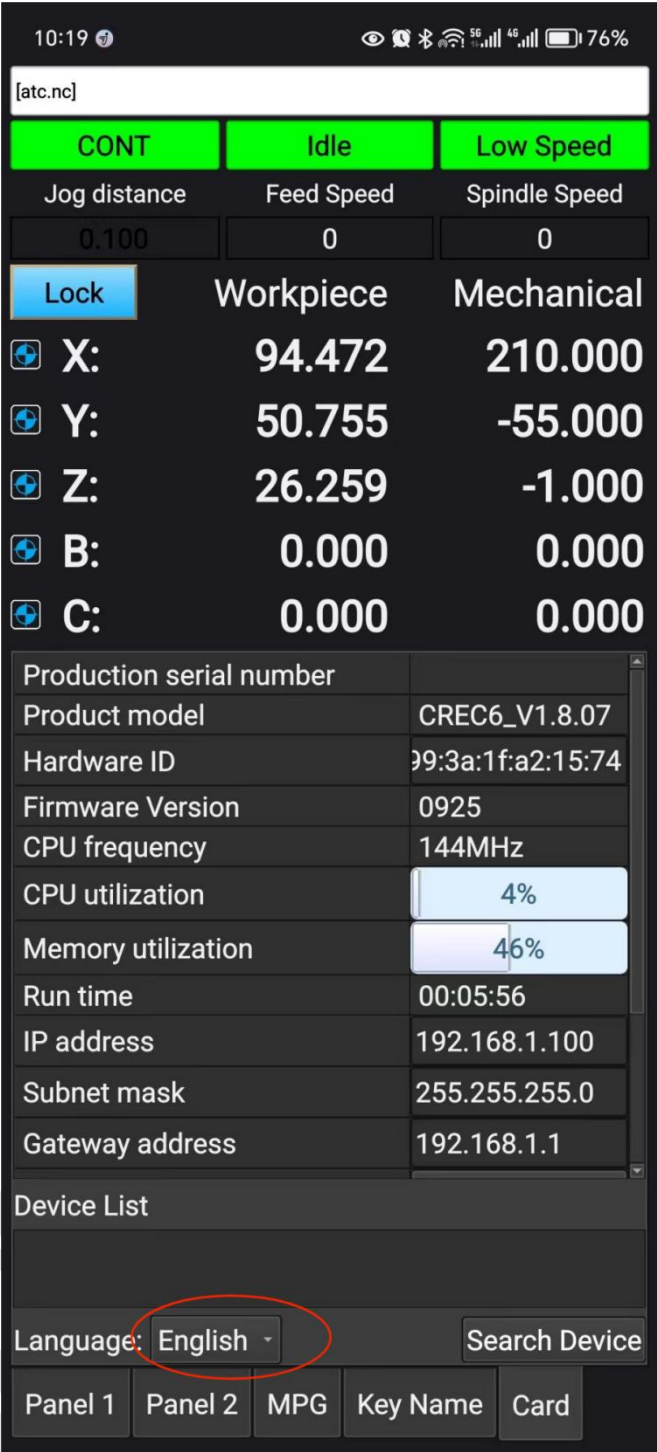 10:19 5G 4G 76%
[atc.nc]
CONT Idle Low Speed
Jog distance Feed Speed Spindle Speed
0.100 0 0
Lock Workpiece Mechanical
X: 94.472 210.000
Y: 50.755 -55.000
Z: 26.259 -1.000
B: 0.000 0.000
C: 0.000 0.000
Production serial number
Product model CREC6_V1.8.07
Hardware ID 99:3a:1f:a2:15:74
Firmware Version 0925
CPU frequency 144MHz
CPU utilization 4%
Memory utilization 46%
Run time 00:05:56
IP address 192.168.1.100
Subnet mask 255.255.255.0
Gateway address 192.168.1.1
Device List
Language: English Search Device
Panel 1 Panel 2 MPG Key Name Card